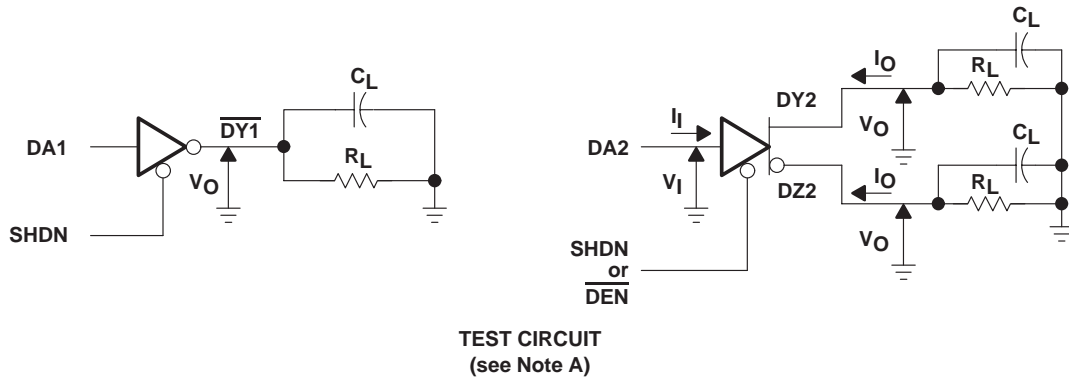 CL
DY1
DA1
RL
VO
SHDN
CL
IO
RL
DY2
II
VO
CL
DA2
IO
RL
VI
DZ2
VO
SHDN
or
DEN
TEST CIRCUIT
(see Note A)